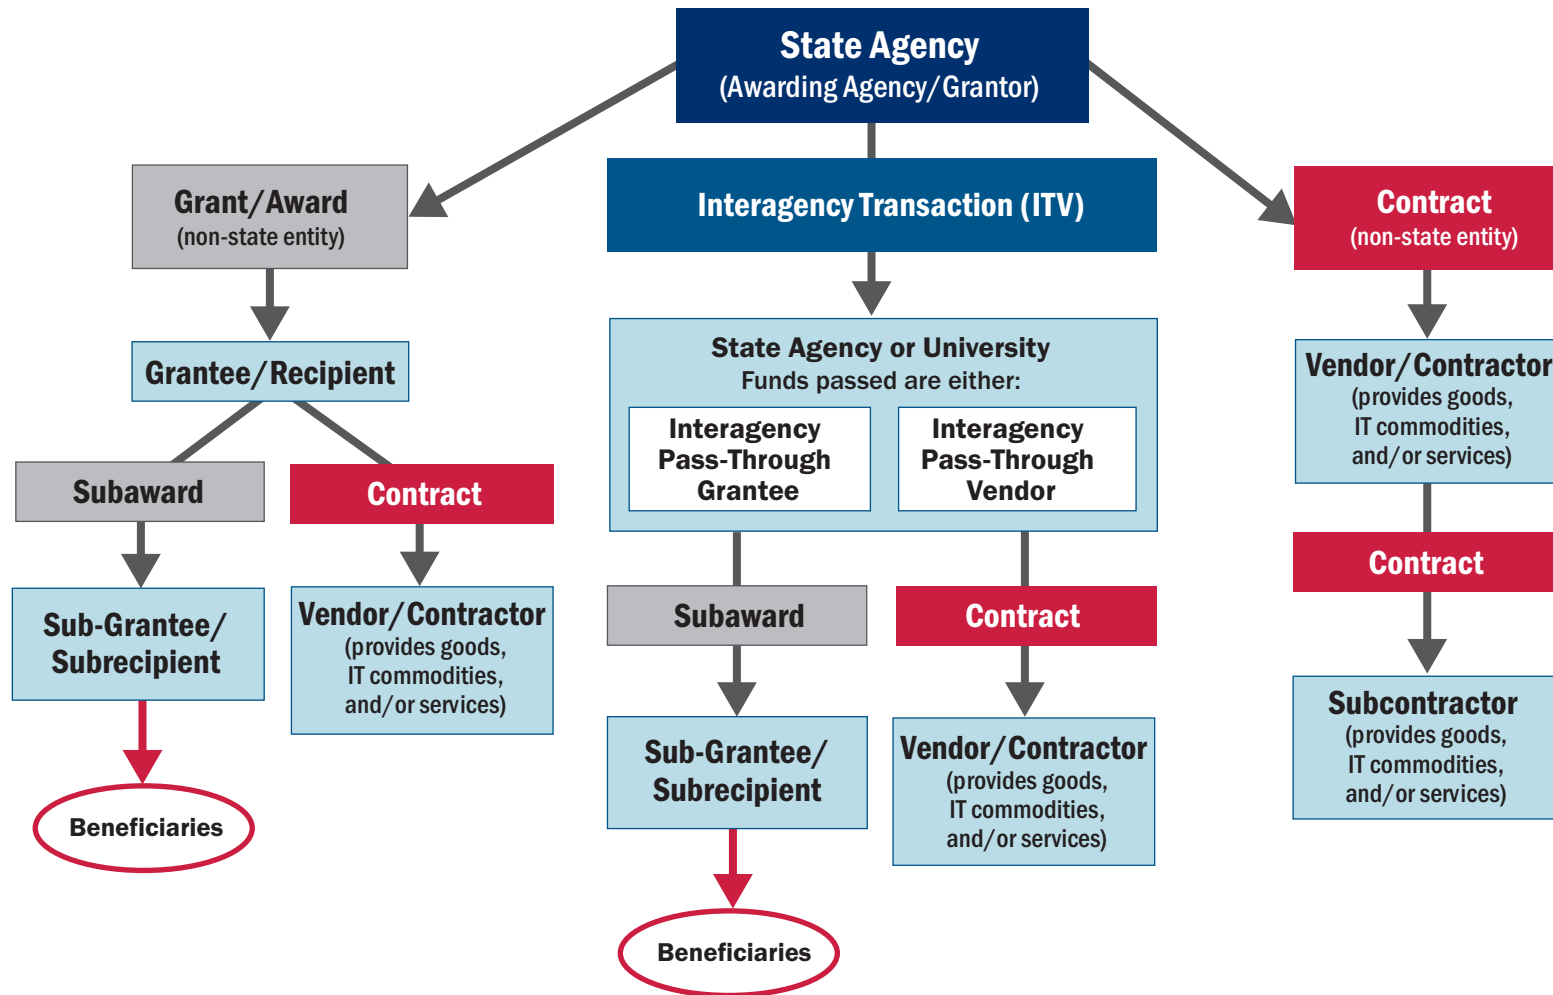 State Agency
(Awarding Agency/Grantor)
Grant/Award
(non-state entity)
Interagency Transaction (ITV)
Contract
(non-state entity)
Grantee/Recipient
State Agency or University
Funds passed are either:
Interagency
Pass-Through
Grantee
Interagency
Pass-Through
Vendor
Vendor/Contractor
(provides goods,
IT commodities,
and/or services)
Subaward
Contract
Contract
Sub-Grantee/
Subrecipient
Vendor/Contractor
(provides goods,
IT commodities,
and/or services)
Subaward
Contract
Subcontractor
(provides goods,
IT commodities,
and/or services)
Sub-Grantee/
Subrecipient
Vendor/Contractor
(provides goods,
IT commodities,
and/or services)
Beneficiaries
Beneficiaries